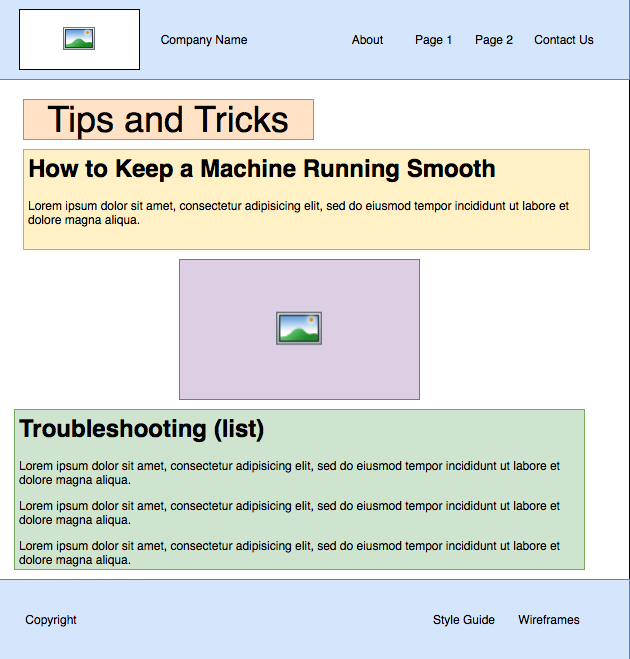 Company Name
About
Page 1
Page 2
Contact Us
Tips and Tricks
How to Keep a Machine Running Smooth
Lorem ipsum dolor sit amet, consectetur adipisicing elit, sed do eiusmod tempor incididunt ut labore et
dolore magna aliqua.
Troubleshooting (list)
Lorem ipsum dolor sit amet, consectetur adipisicing elit, sed do eiusmod tempor incididunt ut labore et
dolore magna aliqua.
Lorem ipsum dolor sit amet, consectetur adipisicing elit, sed do eiusmod tempor incididunt ut labore et
dolore magna aliqua.
Lorem ipsum dolor sit amet, consectetur adipisicing elit, sed do eiusmod tempor incididunt ut labore et
dolore magna aliqua.
Copyright
Style Guide
Wireframes